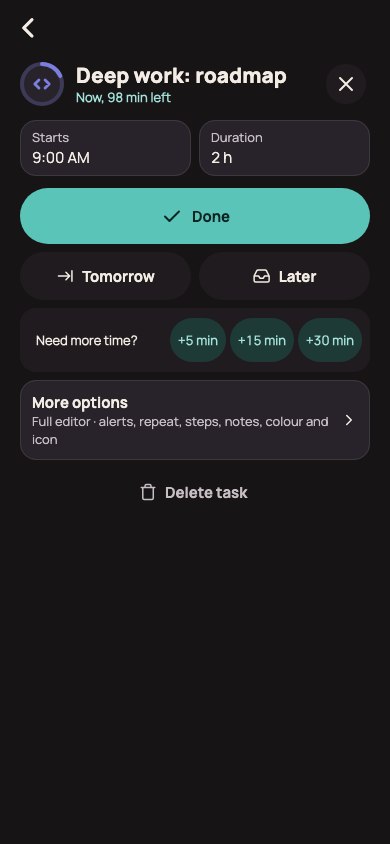 Deep work: roadmap
Now, 98 min left
Starts
9:00 AM
Duration
2 h
Done
Tomorrow
Later
Need more time?
+5 min
+15 min
+30 min
More options
Full editor · alerts, repeat, steps, notes, colour and
icon
Delete task